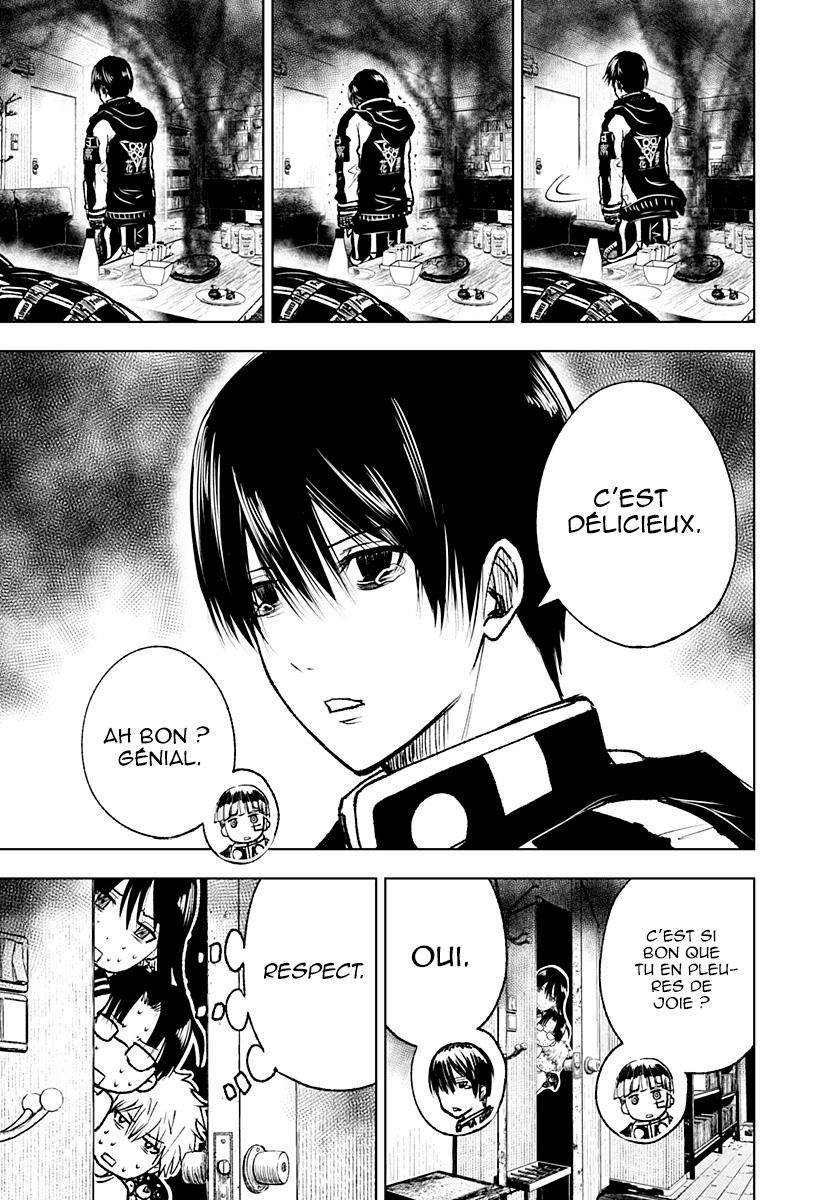 C'EST
DÉLICIEUX.
AH BON ?
GÉNIAL.
C'EST SI
BON QUE
TU EN PLEU-
RES DE
JOIE ?
OUI.
RESPECT.